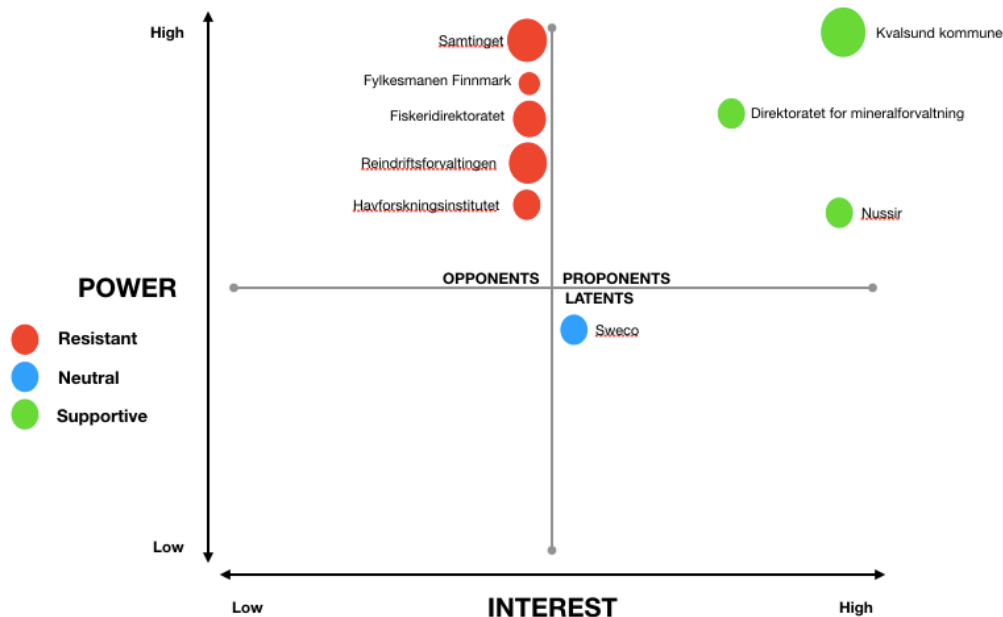 High
Samtinget
Kvalsund kommune
Fylkesmanen Finnmark
Fiskeridirektoratet
Direktoratet for mineralforvaltning
Reindriftsforvaltingen
Havforskningsinstitutet
Nussir
OPPONENTS
PROPONENTS
POWER
LATENTS
Sweco
Resistant
Neutral
Supportive
Low
Low
INTEREST
High